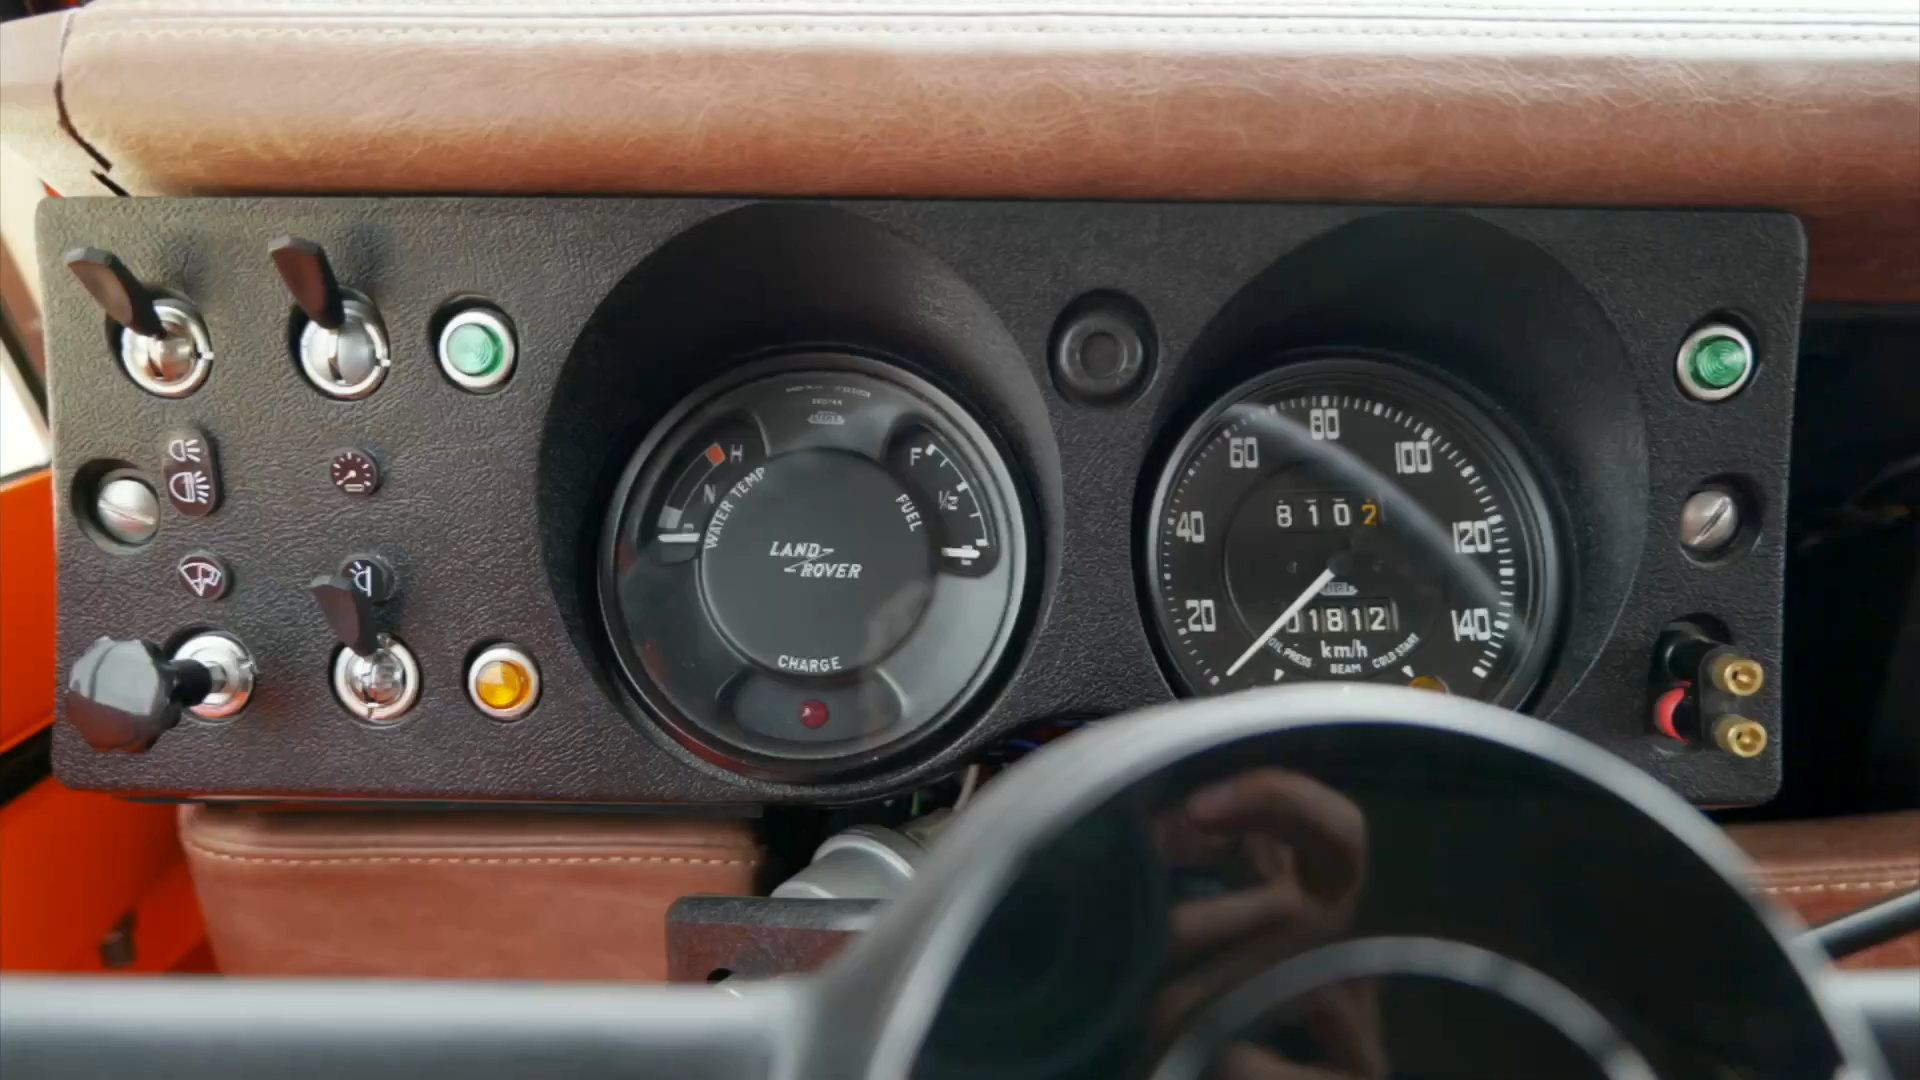 JAEGER
H
N
WATER TEMP
F
1/2
FUEL
LAND
ROVER
CHARGE
20
40
60
80
100
120
140
8102
01812
km/h
OIL PRESS
BEAM
COLD START